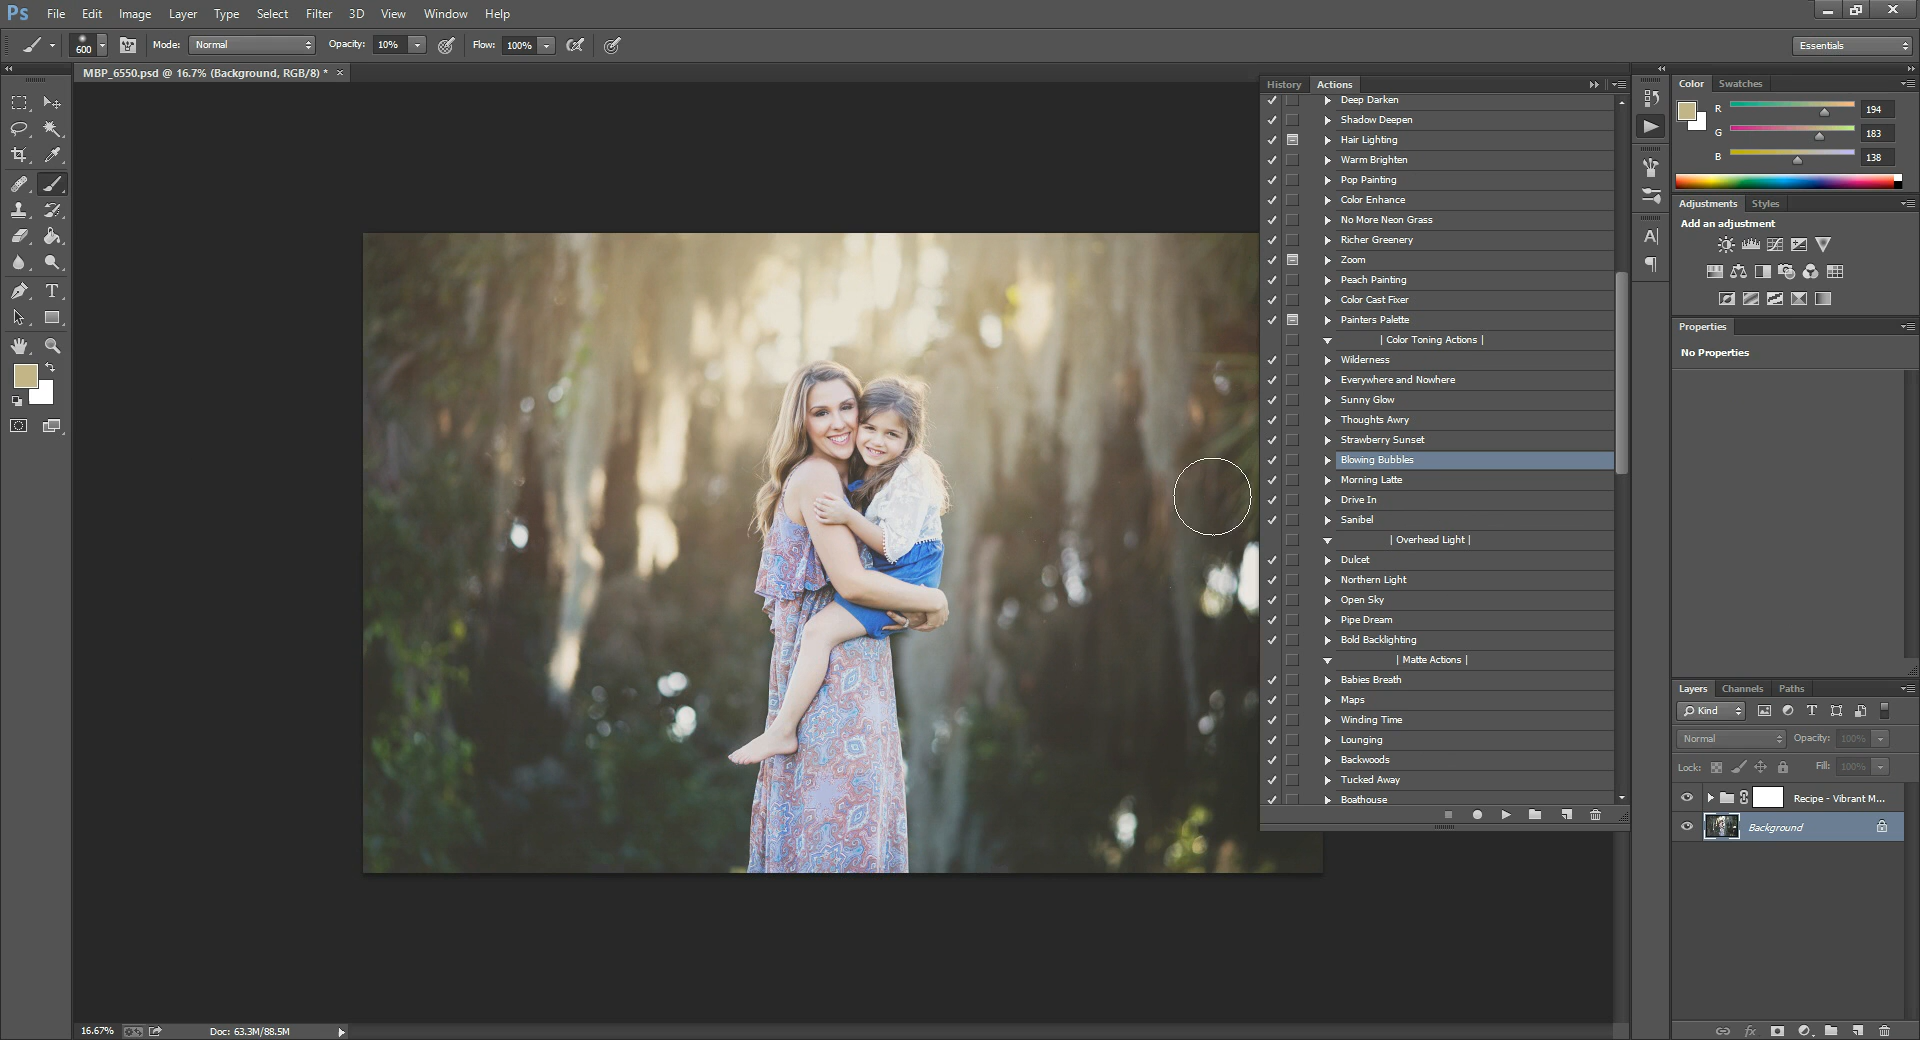 Ps File Edit Image Layer Type Select Filter 3D View Window Help
600 Mode: Normal Opacity: 10% Flow: 100% Essentials
MBP_6550.psd @ 16.7% (Background, RGB/8) * ×
History Actions
Deep Darken
Shadow Deepen
Hair Lighting
Warm Brighten
Pop Painting
Color Enhance
No More Neon Grass
Richer Greenery
Zoom
Peach Painting
Color Cast Fixer
Painters Palette
| Color Toning Actions |
Wilderness
Everywhere and Nowhere
Sunny Glow
Thoughts Awry
Strawberry Sunset
Blowing Bubbles
Morning Latte
Drive In
Sanibel
| Overhead Light |
Dulcet
Northern Light
Open Sky
Pipe Dream
Bold Backlighting
| Matte Actions |
Babies Breath
Maps
Winding Time
Lounging
Backwoods
Tucked Away
Boathouse
Color Swatches
R 194
G 183
B 138
Adjustments Styles
Add an adjustment
Properties
No Properties
Layers Channels Paths
Kind
Normal Opacity: 100%
Lock: Fill: 100%
Recipe - Vibrant M...
Background
16.67% Doc: 63.3M/88.5M